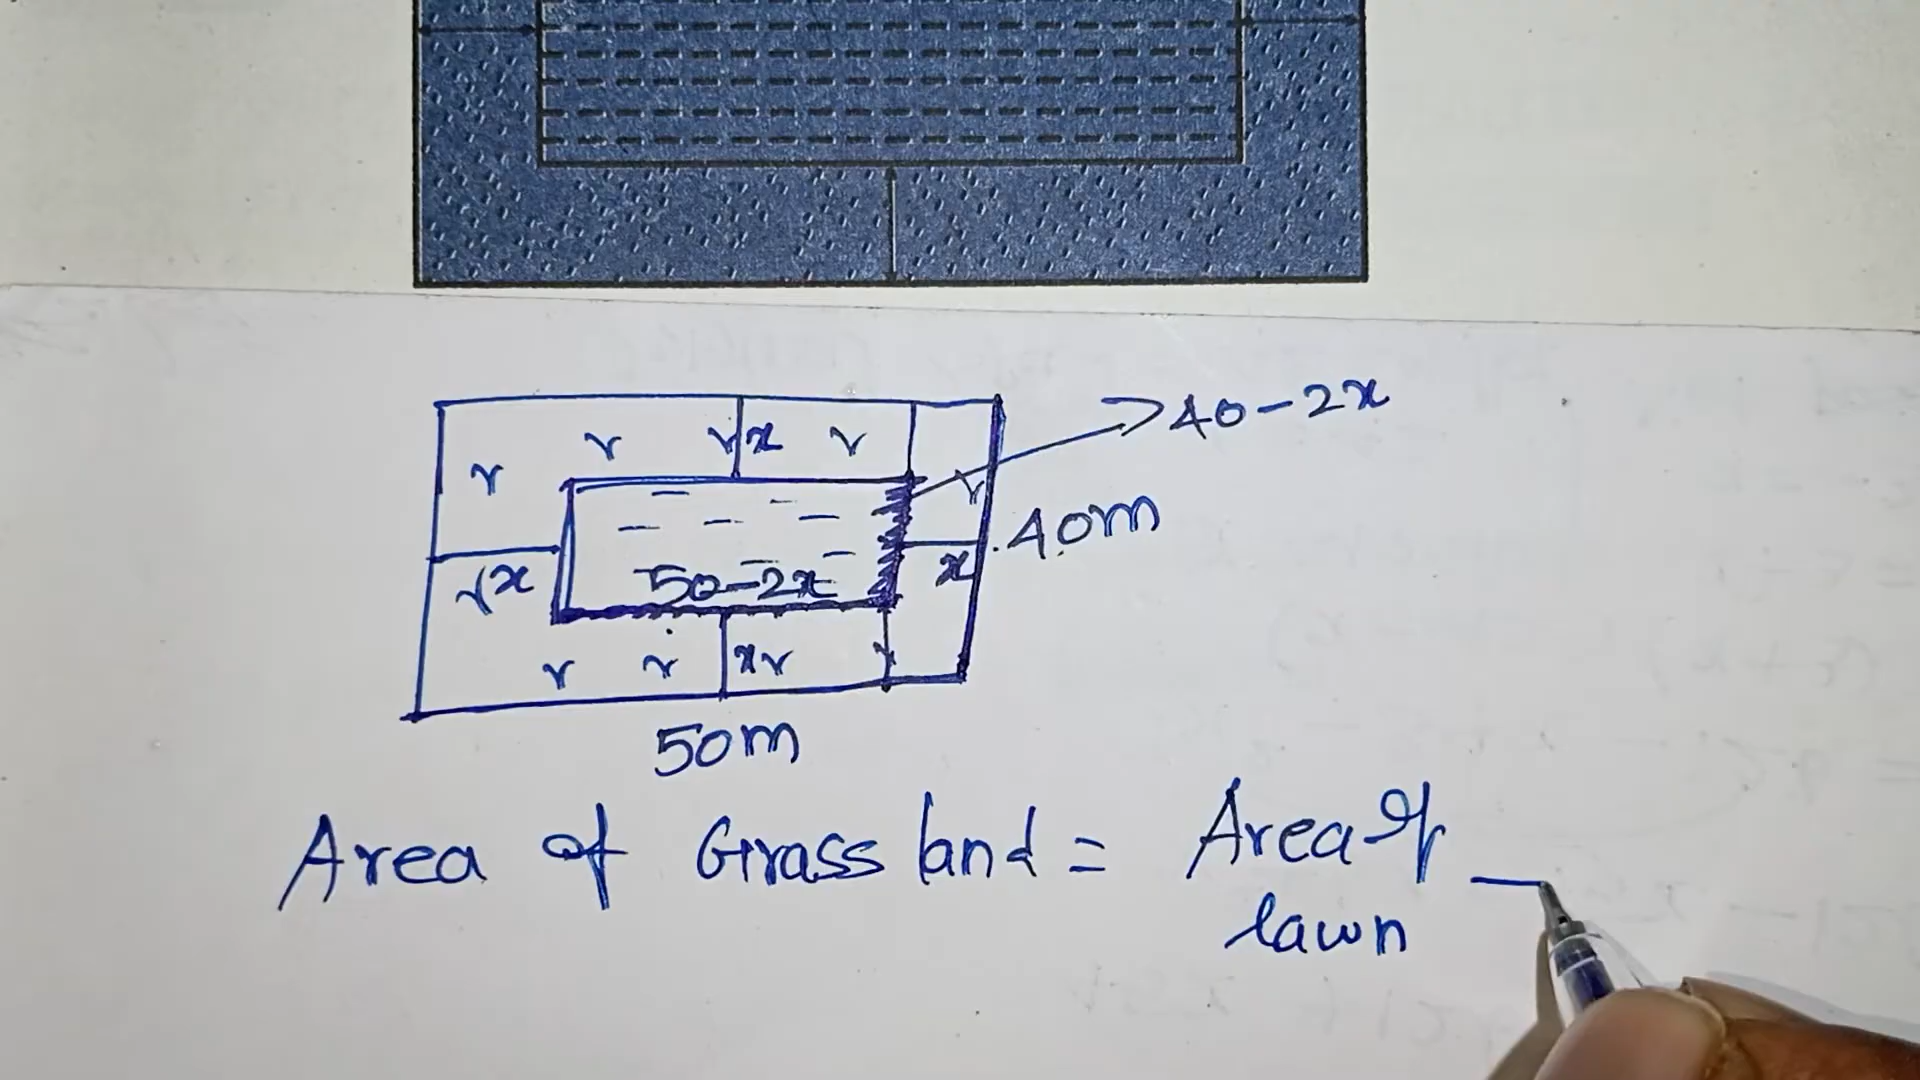 40-2x
r r r x r r
40m
x
50-2x
√x
r r x r
50m
Area of Grass land = Area of
lawn